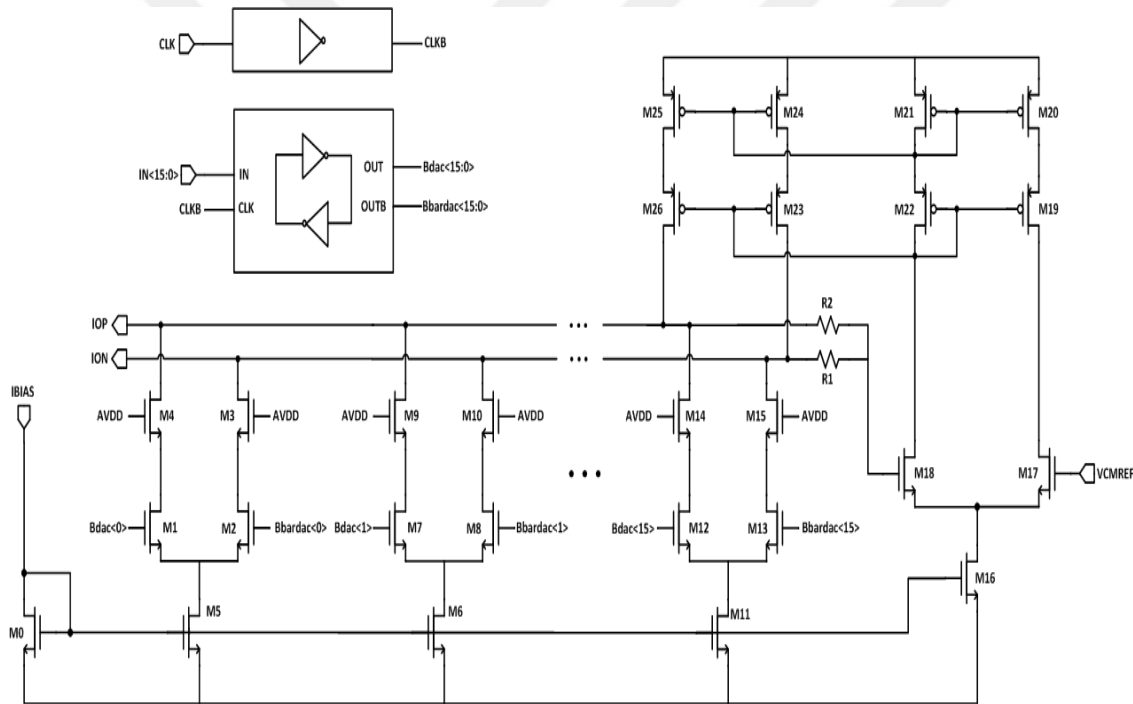 CLK
CLKB
IN<15:0>
IN
OUT
Bdac<15:0>
CLKB
CLK
OUTB
Bbardac<15:0>
M25
M24
M21
M20
M26
M23
M22
M19
IOP
R2
ION
R1
IBIAS
AVDD
M4
M3
AVDD
AVDD
M9
M10
AVDD
AVDD
M14
M15
AVDD
M18
M17
VCMREF
Bdac<0>
M1
M2
Bbardac<0>
Bdac<1>
M7
M8
Bbardac<1>
Bdac<15>
M12
M13
Bbardac<15>
M16
M0
M5
M6
M11